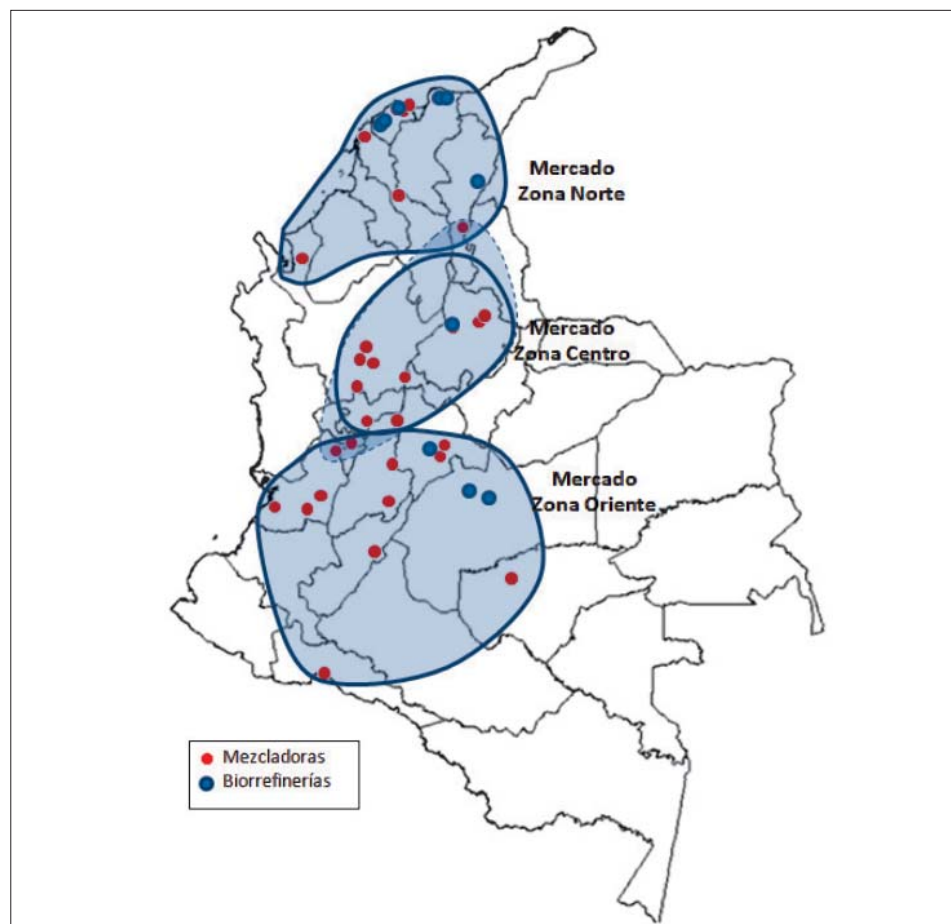 Mercado
Zona Norte
Mercado
Zona Centro
Mercado
Zona Oriente
Mezcladoras
Biorrefinerías